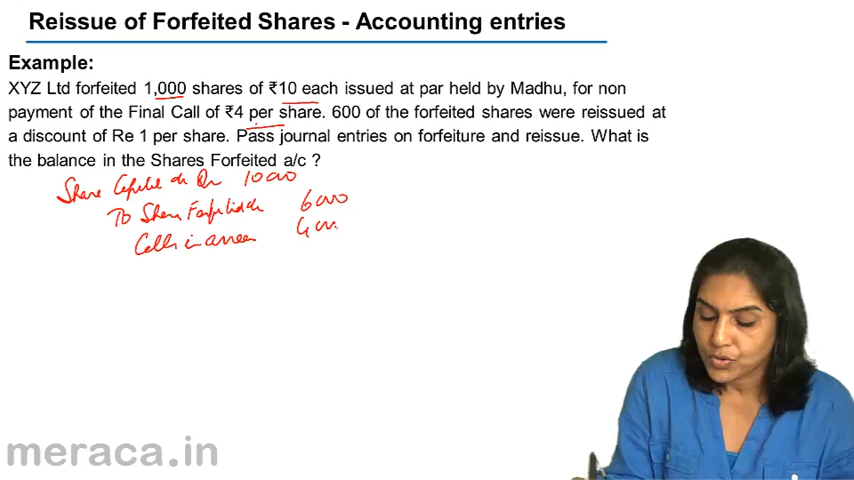 Reissue of Forfeited Shares - Accounting entries
Example:
XYZ Ltd forfeited 1,000 shares of ₹10 each issued at par held by Madhu, for non
payment of the Final Call of ₹4 per share. 600 of the forfeited shares were reissued at
a discount of Re 1 per share. Pass journal entries on forfeiture and reissue. What is
the balance in the Shares Forfeited a/c ?
Share Capital a/c Dr 10000
To Share Forfeited a/c 6000
Calls in arrear
meraca.in